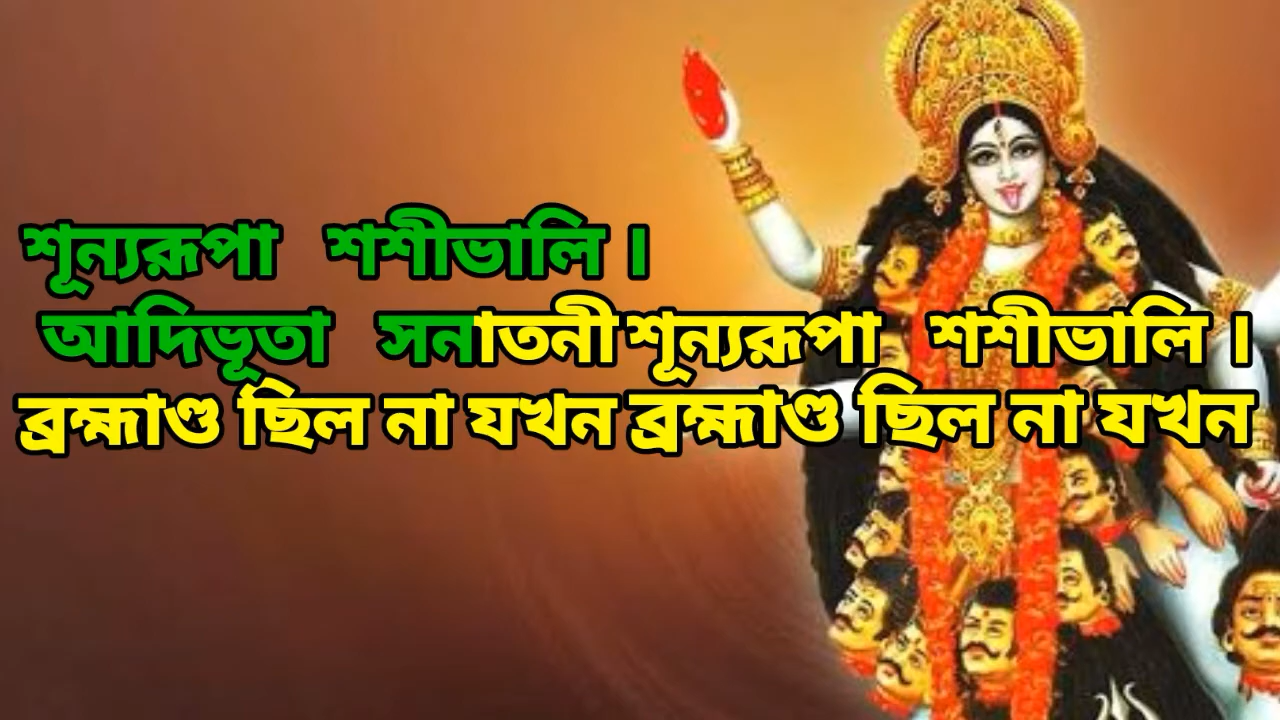 শূন্যরূপা শশীভালি ।
আদিভূতা সনাতনী শূন্যরূপা শশীভালি ।
ব্রহ্মাণ্ড ছিল না যখন ব্রহ্মাণ্ড ছিল না যখন